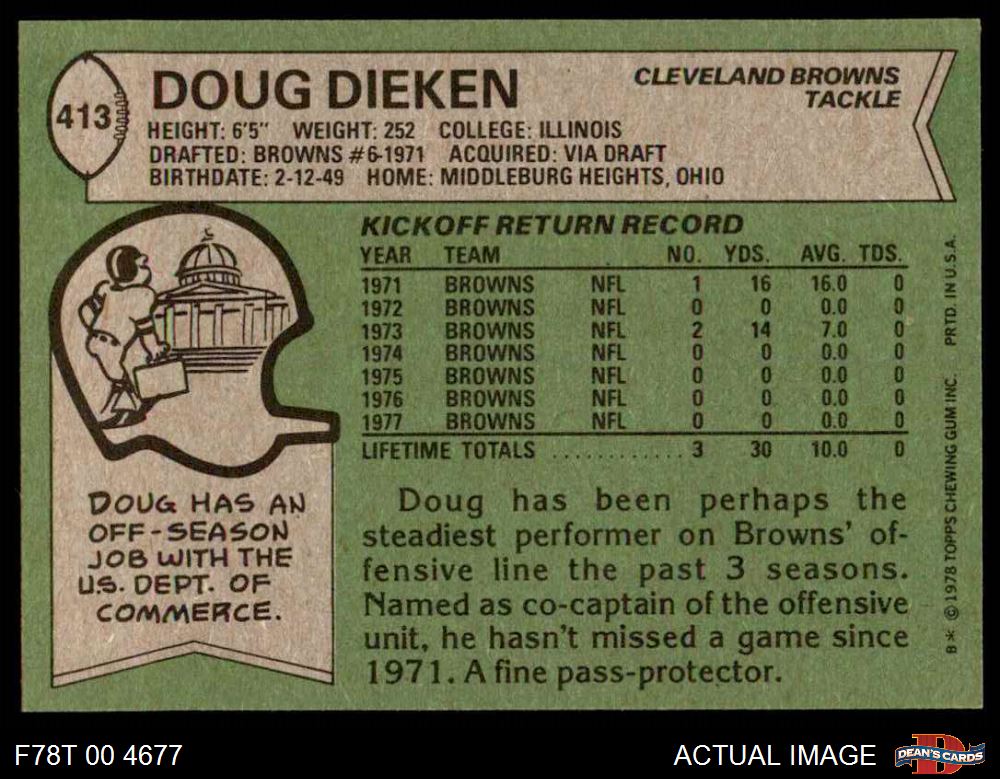 413
DOUG DIEKEN
CLEVELAND BROWNS
TACKLE
HEIGHT: 6'5" WEIGHT: 252 COLLEGE: ILLINOIS
DRAFTED: BROWNS #6-1971 ACQUIRED: VIA DRAFT
BIRTHDATE: 2-12-49 HOME: MIDDLEBURG HEIGHTS, OHIO
KICKOFF RETURN RECORD
YEAR TEAM NO. YDS. AVG. TDS.
1971 BROWNS NFL 1 16 16.0 0
1972 BROWNS NFL 0 0 0.0 0
1973 BROWNS NFL 2 14 7.0 0
1974 BROWNS NFL 0 0 0.0 0
1975 BROWNS NFL 0 0 0.0 0
1976 BROWNS NFL 0 0 0.0 0
1977 BROWNS NFL 0 0 0.0 0
LIFETIME TOTALS ............ 3 30 10.0 0
DOUG HAS AN
OFF-SEASON
JOB WITH THE
U.S. DEPT. OF
COMMERCE.
Doug has been perhaps the
steadiest performer on Browns' of-
fensive line the past 3 seasons.
Named as co-captain of the offensive
unit, he hasn't missed a game since
1971. A fine pass-protector.
B* © 1978 TOPPS CHEWING GUM INC. PRTD. IN U.S.A.
F78T 00 4677
ACTUAL IMAGE
DEAN'S CARDS